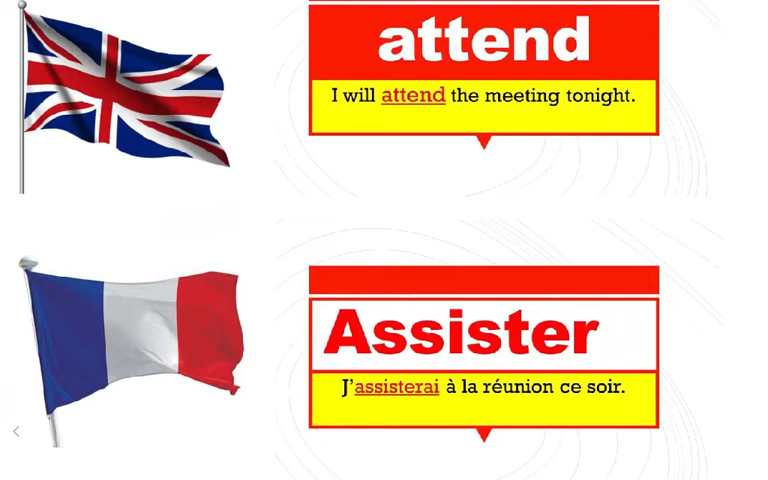 attend
I will attend the meeting tonight.
Assister
J'assisterai à la réunion ce soir.